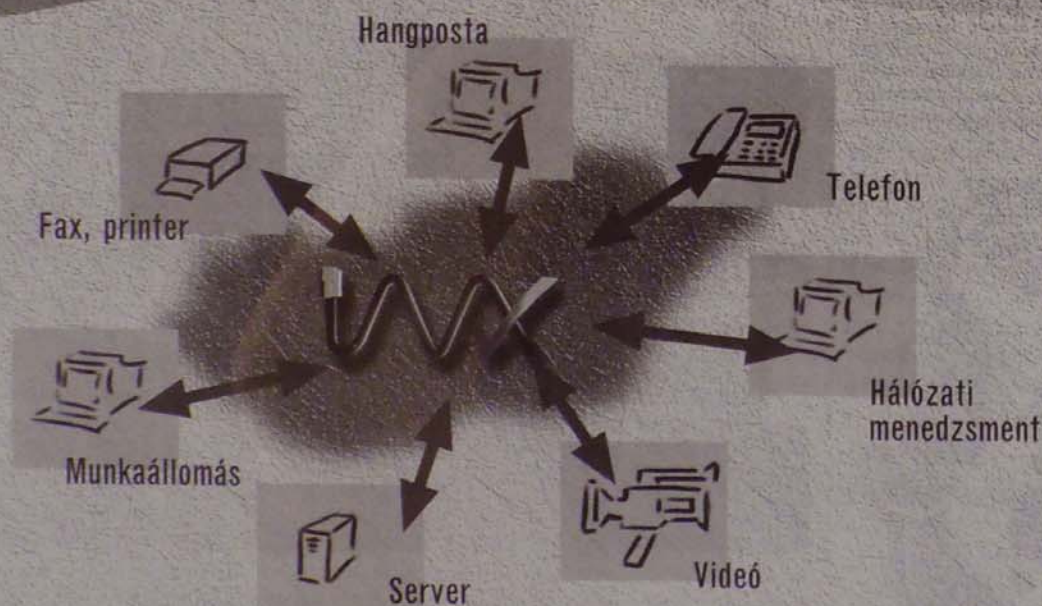 Hangposta
Telefon
Fax, printer
Hálózati
menedzsment
Munkaállomás
Videó
Server